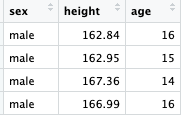 sex height age
male 162.84 16
male 162.95 15
male 167.36 14
male 166.99 16